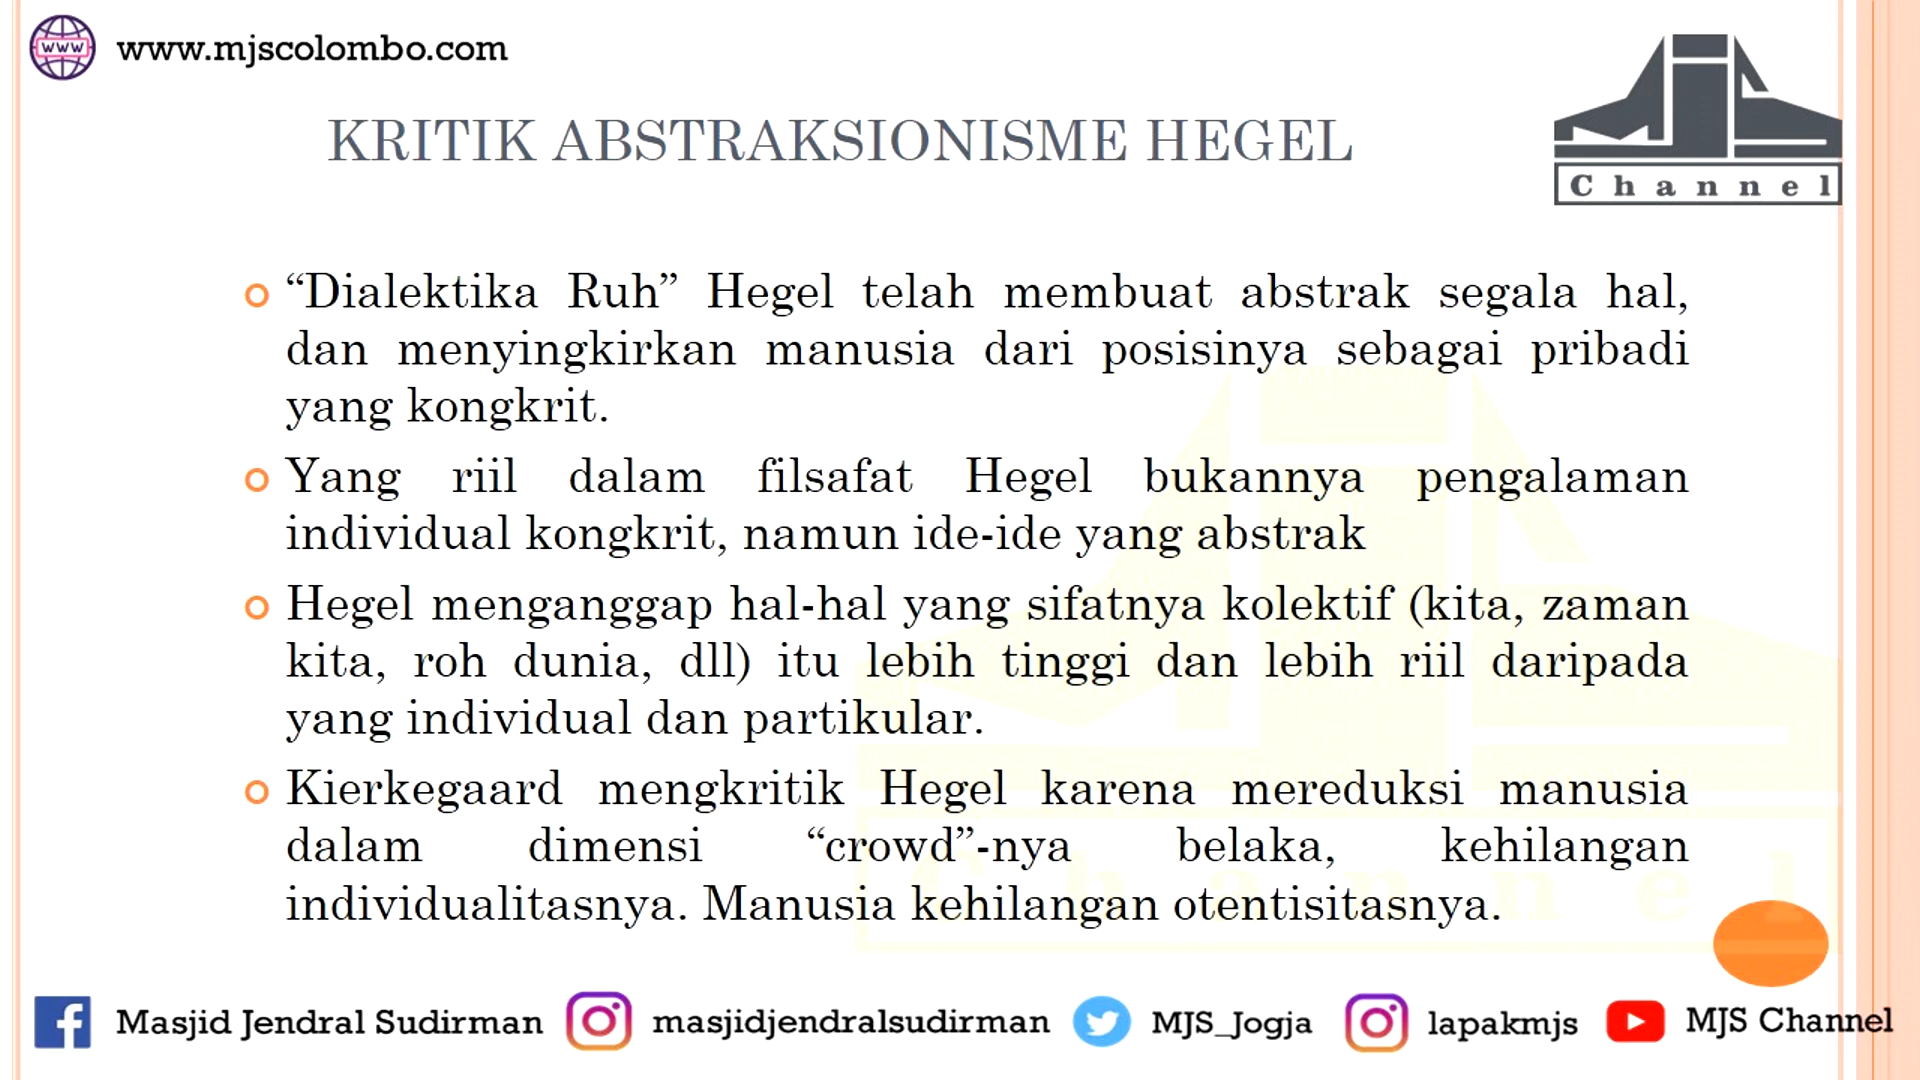 www
www.mjscolombo.com
MJS
Channel
KRITIK ABSTRAKSIONISME HEGEL
“Dialektika Ruh” Hegel telah membuat abstrak segala hal,
dan menyingkirkan manusia dari posisinya sebagai pribadi
yang kongkrit.
Yang riil dalam filsafat Hegel bukannya pengalaman
individual kongkrit, namun ide-ide yang abstrak
Hegel menganggap hal-hal yang sifatnya kolektif (kita, zaman
kita, roh dunia, dll) itu lebih tinggi dan lebih riil daripada
yang individual dan partikular.
Kierkegaard mengkritik Hegel karena mereduksi manusia
dalam dimensi “crowd”-nya belaka, kehilangan
individualitasnya. Manusia kehilangan otentisitasnya.
Channel
Masjid Jendral Sudirman masjidjendralsudirman MJS_Jogja lapakmjs MJS Channel